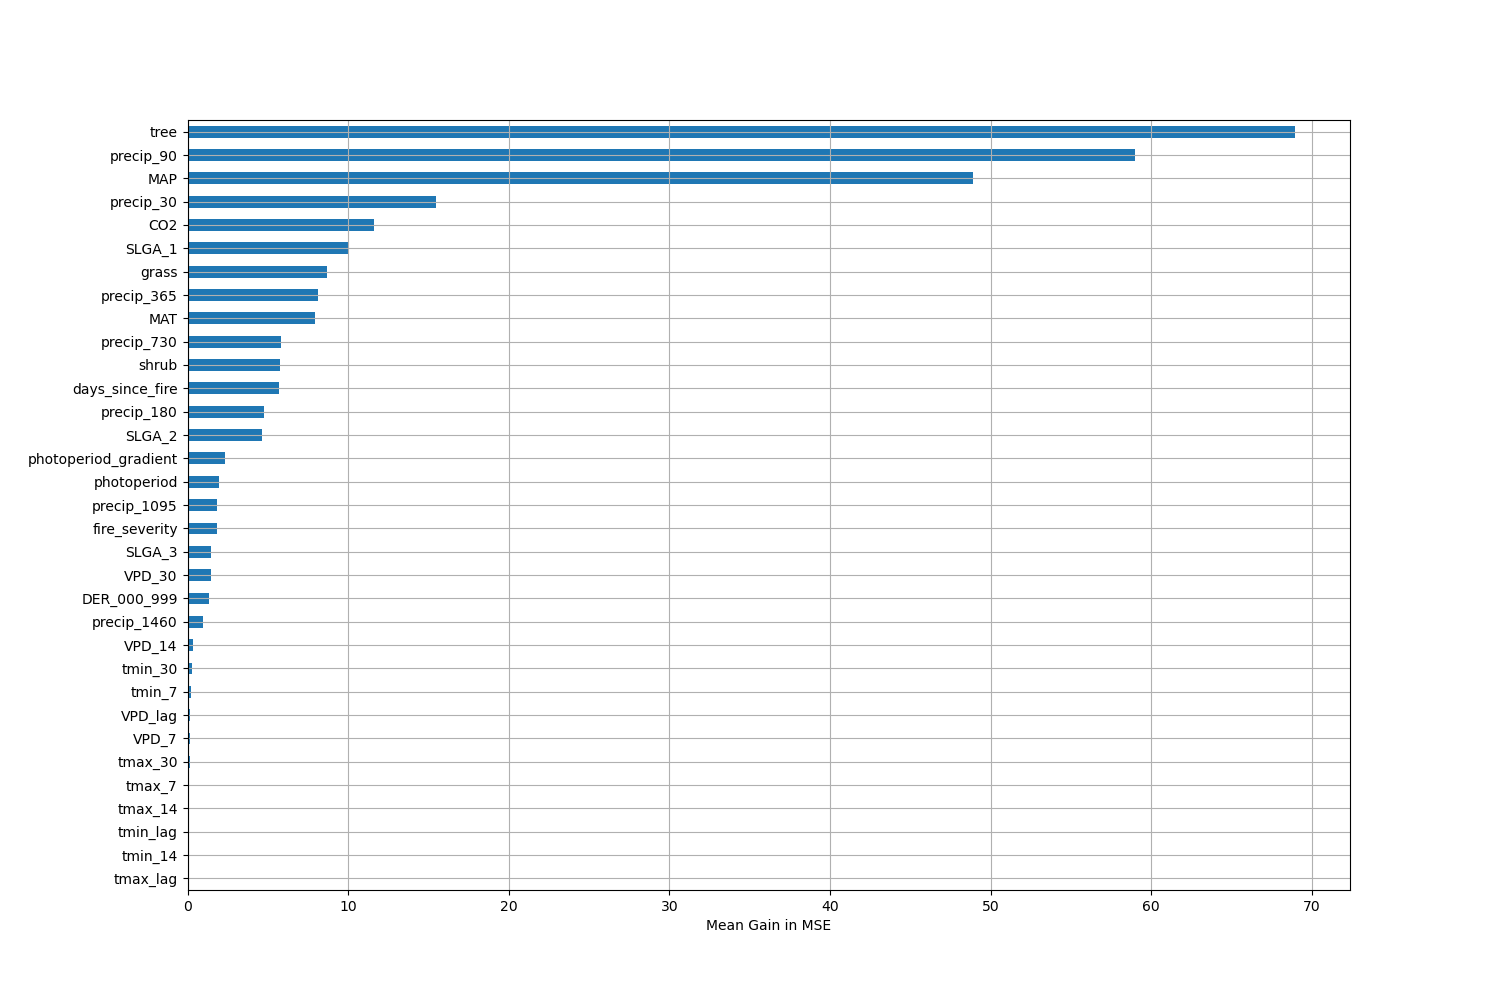 tree
precip_90
MAP
precip_30
CO2
SLGA_1
grass
precip_365
MAT
precip_730
shrub
days_since_fire
precip_180
SLGA_2
photoperiod_gradient
photoperiod
precip_1095
fire_severity
SLGA_3
VPD_30
DER_000_999
precip_1460
VPD_14
tmin_30
tmin_7
VPD_lag
VPD_7
tmax_30
tmax_7
tmax_14
tmin_lag
tmin_14
tmax_lag
0 10 20 30 40 50 60 70
Mean Gain in MSE